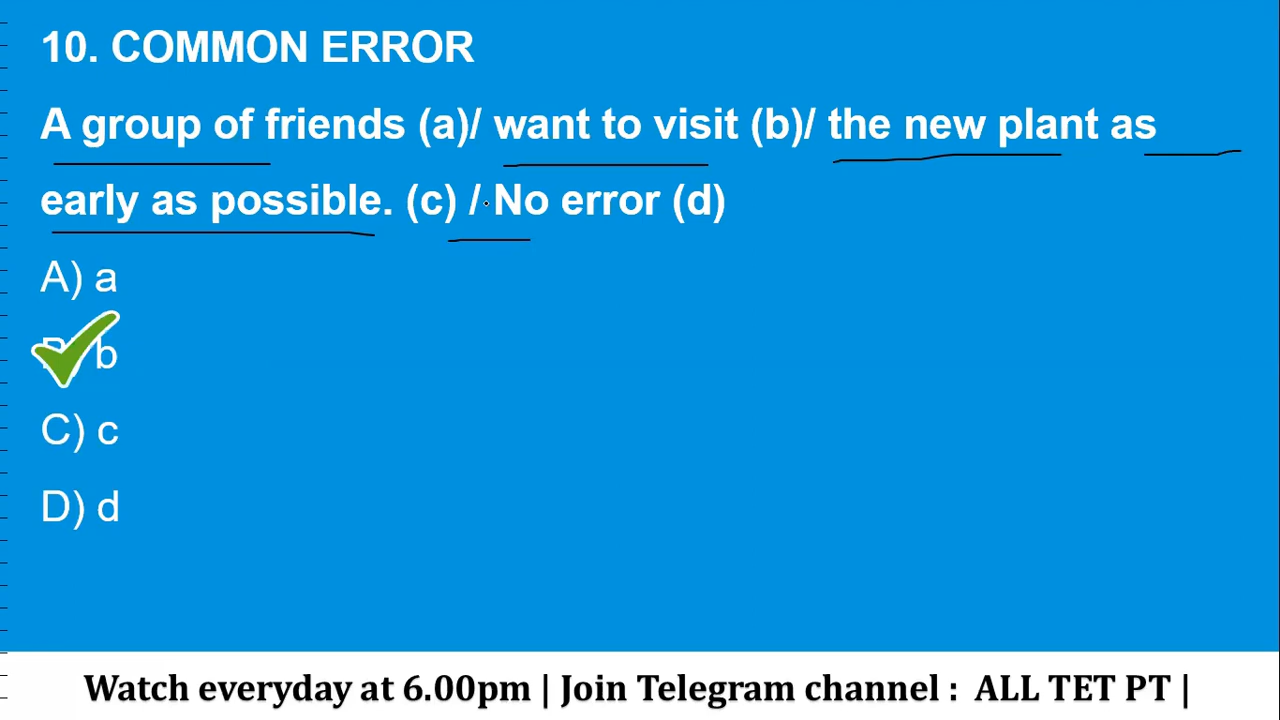 10. COMMON ERROR
A group of friends (a)/ want to visit (b)/ the new plant as
early as possible. (c) / No error (d)
A) a
B) b
C) c
D) d
Watch everyday at 6.00pm | Join Telegram channel : ALL TET PT |